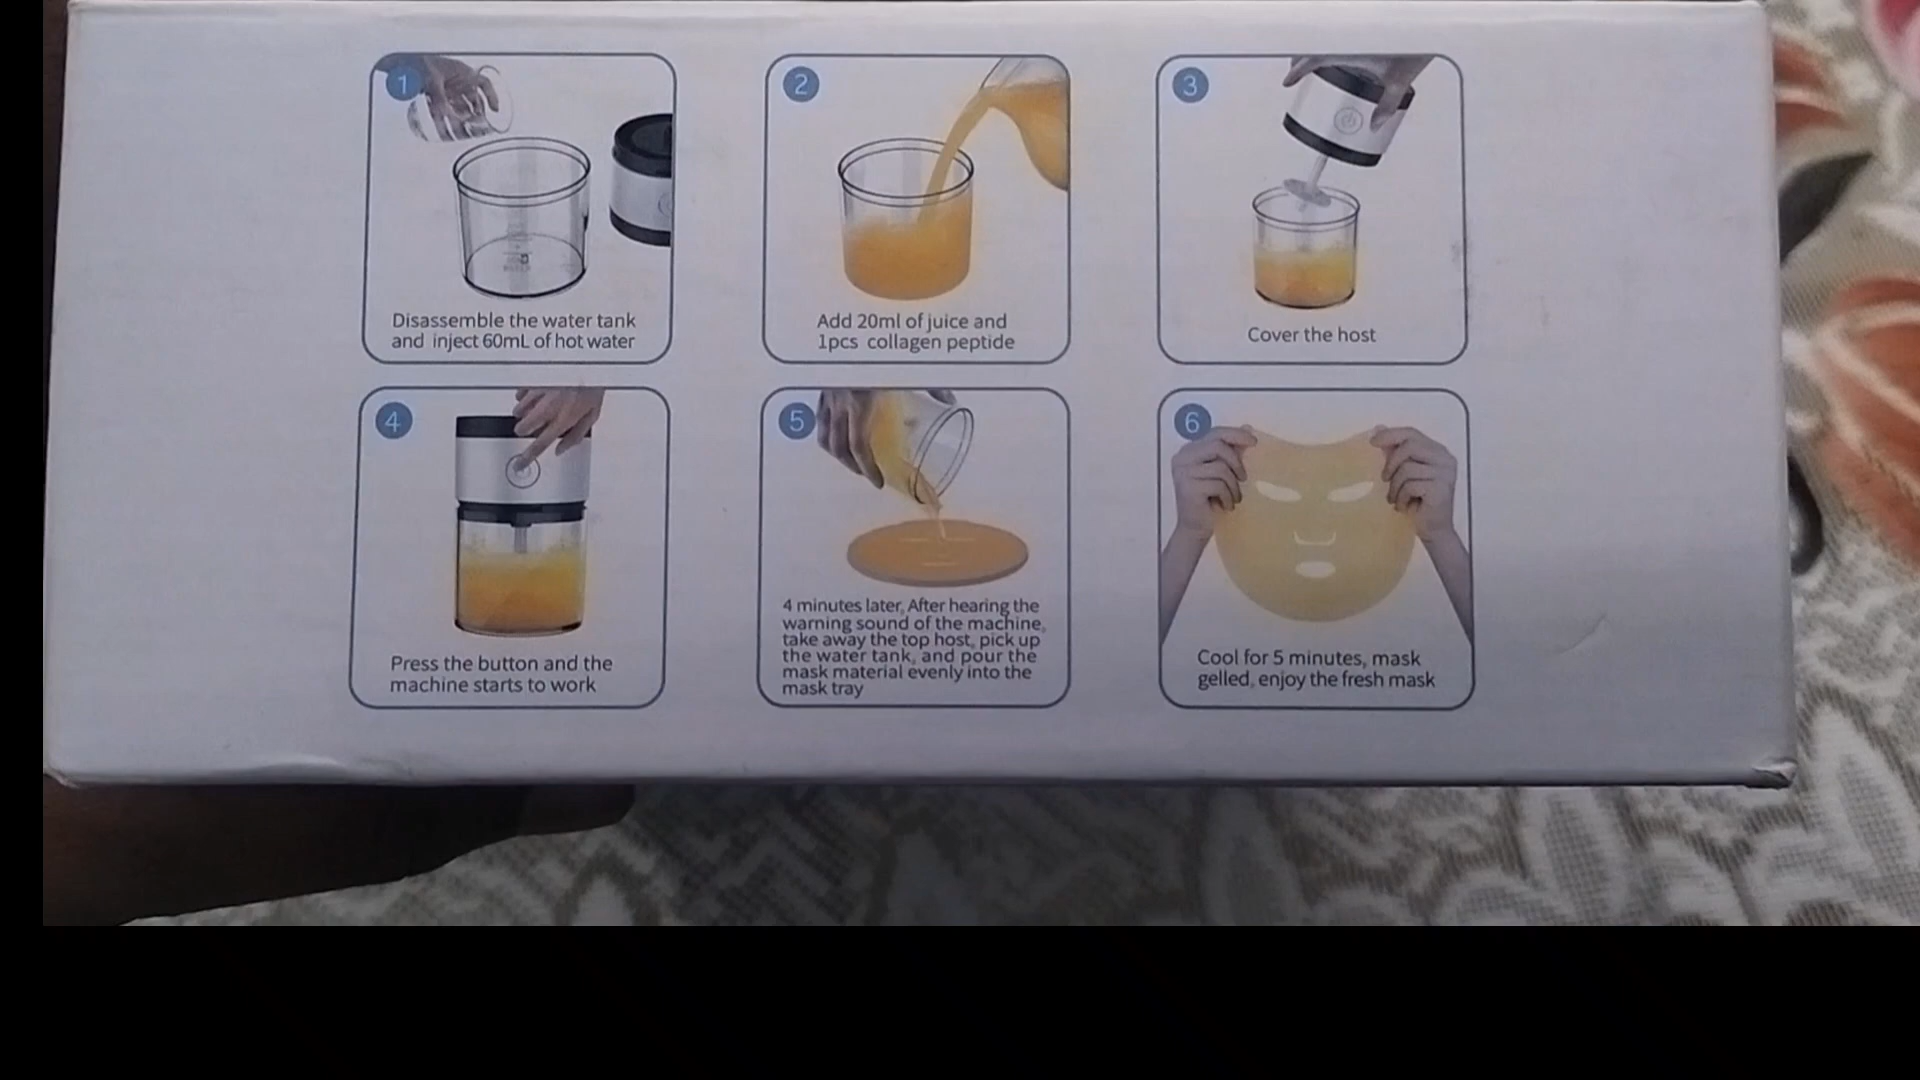 1
Disassemble the water tank
and inject 60mL of hot water
2
Add 20ml of juice and
1pcs collagen peptide
3
Cover the host
4
Press the button and the
machine starts to work
5
4 minutes later, After hearing the
warning sound of the machine,
take away the top host, pick up
the water tank, and pour the
mask material evenly into the
mask tray
6
Cool for 5 minutes, mask
gelled, enjoy the fresh mask